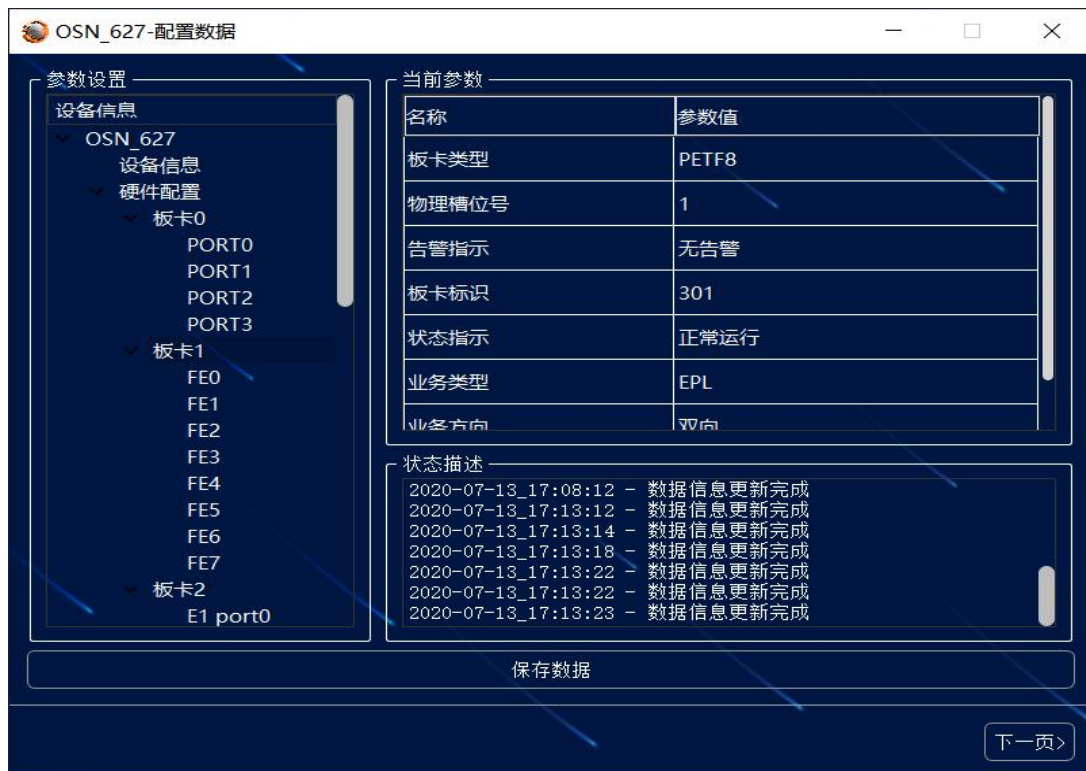 OSN_627-配置数据
参数设置
设备信息
OSN_627
设备信息
硬件配置
板卡0
PORT0
PORT1
PORT2
PORT3
板卡1
FE0
FE1
FE2
FE3
FE4
FE5
FE6
FE7
板卡2
E1 port0
当前参数
名称 参数值
板卡类型 PETF8
物理槽位号 1
告警指示 无告警
板卡标识 301
状态指示 正常运行
业务类型 EPL
业务方向 双向
状态描述
2020-07-13_17:08:12 - 数据信息更新完成
2020-07-13_17:13:12 - 数据信息更新完成
2020-07-13_17:13:14 - 数据信息更新完成
2020-07-13_17:13:18 - 数据信息更新完成
2020-07-13_17:13:22 - 数据信息更新完成
2020-07-13_17:13:22 - 数据信息更新完成
2020-07-13_17:13:23 - 数据信息更新完成
保存数据
下一页>